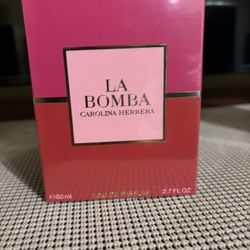 LA
BOMBA
CAROLINA HERRERA
℮80 ml EAU DE PARFUM 2.7 FL.OZ